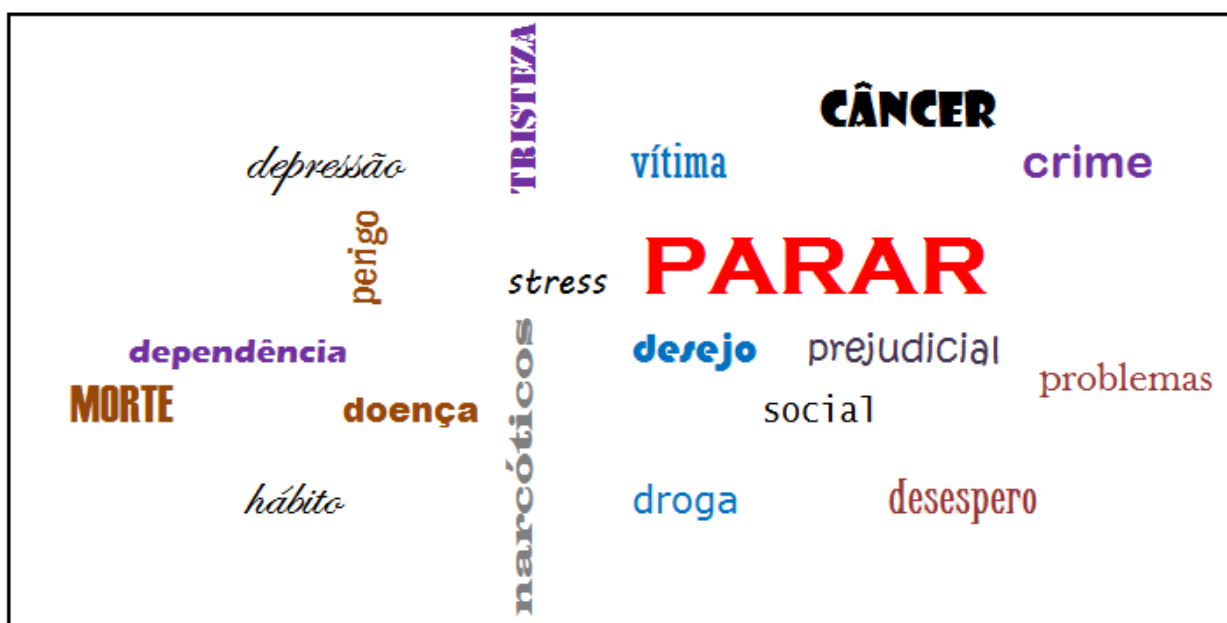 TRISTEZA
CÂNCER
depressão
vítima
crime
perigo
stress
PARAR
dependência
desejo
prejudicial
problemas
MORTE
doença
social
narcóticos
hábito
droga
desespero